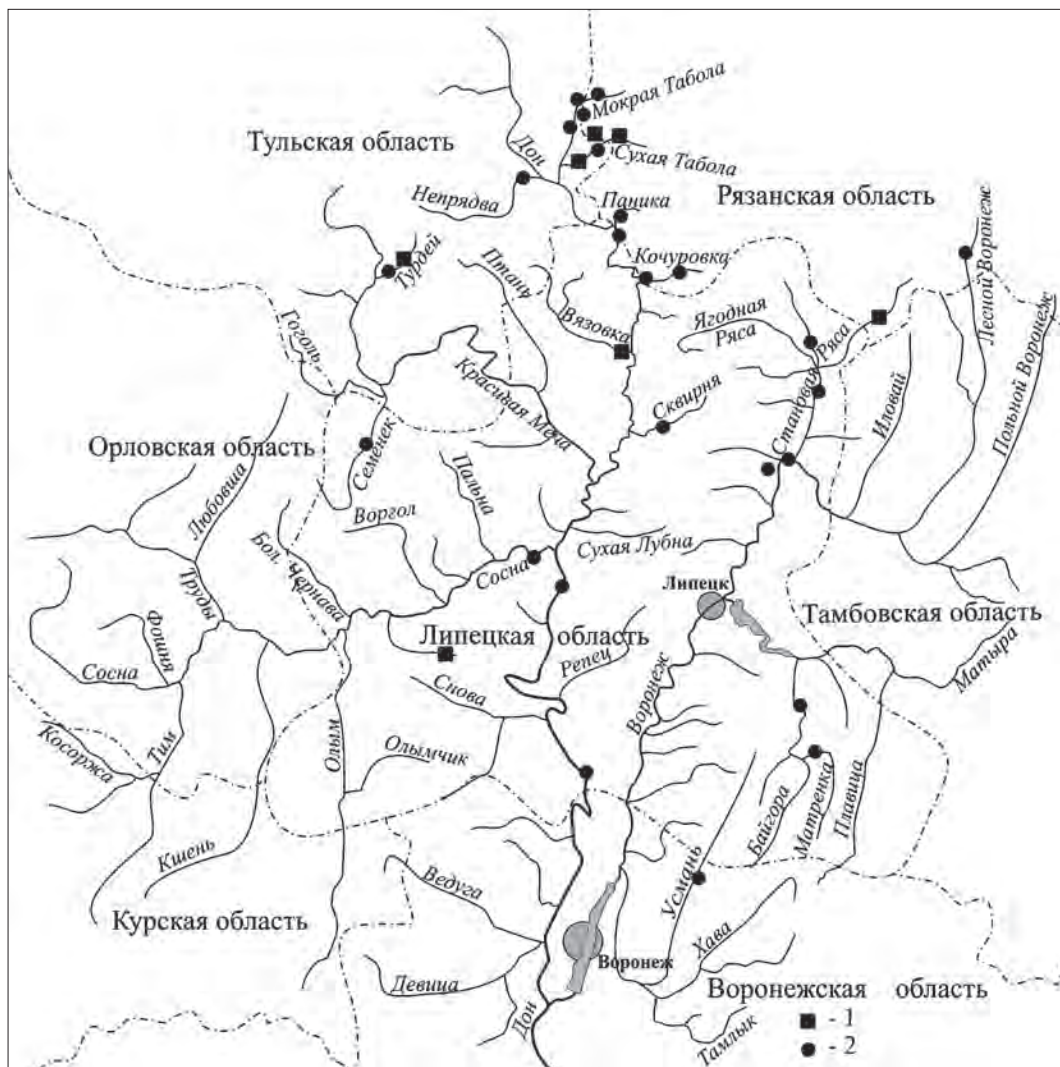 Мокрая Табола
Тульская область
Дон
Сухая Табола
Непрядва
Паника
Рязанская область
Лесной Воронеж
Турдей
Птань
Кочуровка
Польной Воронеж
Гоголь
Вязовка
Ягодная
Ряса
Становая Ряса
Красивая Меча
Сквирня
Иловай
Орловская область
Семенек
Любовша
Пальна
Воргол
Бол. Чернава
Сосна
Сухая Лубна
Труды
Липецк
Тамбовская область
Фошня
Липецкая область
Матыра
Репец
Сосна
Снова
Воронеж
Олым
Косоржа
Тим
Олымчик
Байгора
Матренка
Плавица
Кшень
Усмань
Ведуга
Курская область
Хава
Воронеж
Девица
Воронежская область
Дон
- 1
Тамлык
- 2